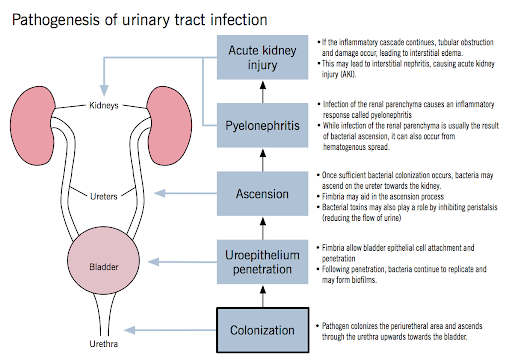 Pathogenesis of urinary tract infection
Acute kidney
injury
• If the inflammatory cascade continues, tubular obstruction
and damage occur, leading to interstitial edema.
• This may lead to interstitial nephritis, causing acute kidney
injury (AKI).
Kidneys
Pyelonephritis
• Infection of the renal parenchyma causes an inflammatory
response called pyelonephritis
• While infection of the renal parenchyma is usually the result
of bacterial ascension, it can also occur from
hematogenous spread.
Ureters
Ascension
• Once sufficient bacterial colonization occurs, bacteria may
ascend on the ureter towards the kidney.
• Fimbria may aid in the ascension process
• Bacterial toxins may also play a role by inhibiting peristalsis
(reducing the flow of urine)
Bladder
Uroepithelium
penetration
• Fimbria allow bladder epithelial cell attachment and
penetration
• Following penetration, bacteria continue to replicate and
may form biofilms.
Urethra
Colonization
• Pathogen colonizes the periuretheral area and ascends
through the urethra upwards towards the bladder.